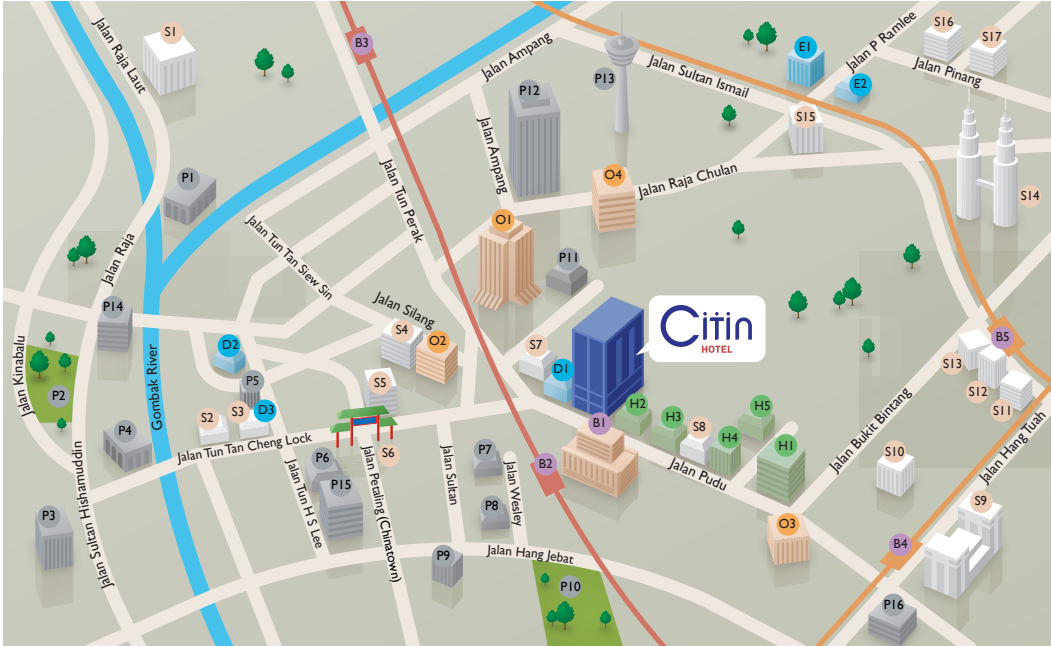 S1
Jalan Raja Laut
B3
Jalan Ampang
P12
P13
Jalan Sultan Ismail
E1
E2
Jalan P Ramlee
S16
S17
Jalan Pinang
S15
S14
P1
Jalan Raja
Jalan Tun Perak
Jalan Ampang
O4
Jalan Raja Chulan
O1
Jalan Tun Tan Siew Sin
P11
P14
Jalan Silang
S4
O2
S7
D1
CiTiN
HOTEL
B5
S13
S12
S11
Jalan Kinabalu
P2
Gombak River
D2
P5
S5
S2
S3
D3
S6
P4
Jalan Tun Tan Cheng Lock
H2
H3
H5
S8
H4
H1
B1
Jalan Bukit Bintang
Jalan Hang Tuah
S10
Jalan Pudu
B2
P7
P6
P15
Jalan Sultan
Jalan Wesley
P8
Jalan Sultan Hishamuddin
P3
Jalan Tun H S Lee
Jalan Petaling (Chinatown)
S9
O3
B4
P9
Jalan Hang Jebat
P10
P16